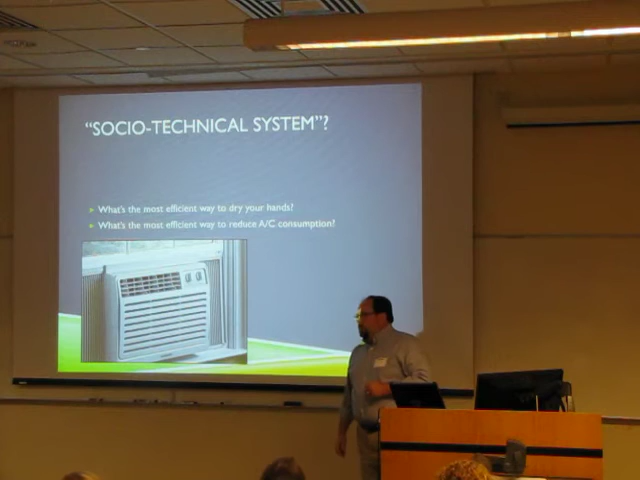 “SOCIO-TECHNICAL SYSTEM”?
What's the most efficient way to dry your hands?
What's the most efficient way to reduce A/C consumption?